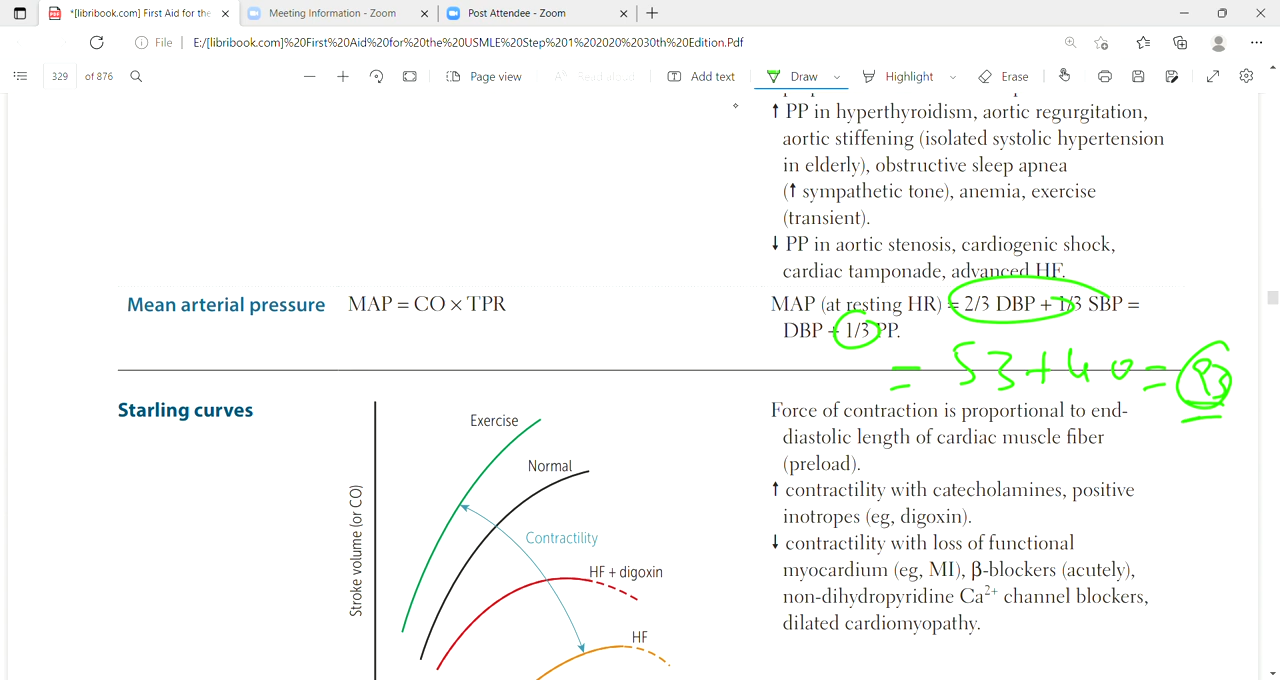 *[libribook.com] First Aid for the
Meeting Information - Zoom
Post Attendee - Zoom
File
E:/[libribook.com]%20First%20Aid%20for%20the%20USMLE%20Step%201%202020%2030th%20Edition.Pdf
329 of 876
Page view
Read aloud
Add text
Draw
Highlight
Erase
↑ PP in hyperthyroidism, aortic regurgitation,
aortic stiffening (isolated systolic hypertension
in elderly), obstructive sleep apnea
(↑ sympathetic tone), anemia, exercise
(transient).
↓ PP in aortic stenosis, cardiogenic shock,
cardiac tamponade, advanced HF.
Mean arterial pressure
MAP = CO × TPR
MAP (at resting HR) = 2/3 DBP + 1/3 SBP =
DBP + 1/3 PP.
= 53+40 = 93
Starling curves
Exercise
Normal
Contractility
HF + digoxin
HF
Stroke volume (or CO)
Force of contraction is proportional to end-
diastolic length of cardiac muscle fiber
(preload).
↑ contractility with catecholamines, positive
inotropes (eg, digoxin).
↓ contractility with loss of functional
myocardium (eg, MI), β-blockers (acutely),
non-dihydropyridine Ca²⁺ channel blockers,
dilated cardiomyopathy.